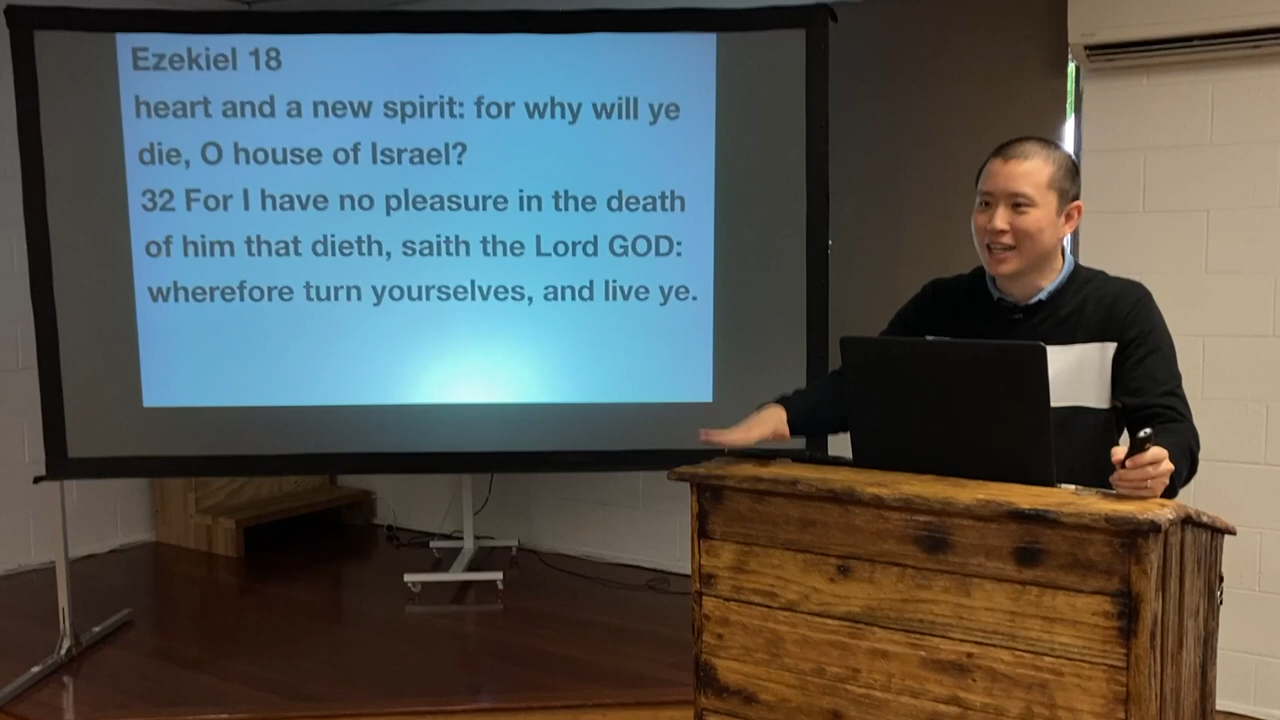 Ezekiel 18
heart and a new spirit: for why will ye
die, O house of Israel?
32 For I have no pleasure in the death
of him that dieth, saith the Lord GOD:
wherefore turn yourselves, and live ye.